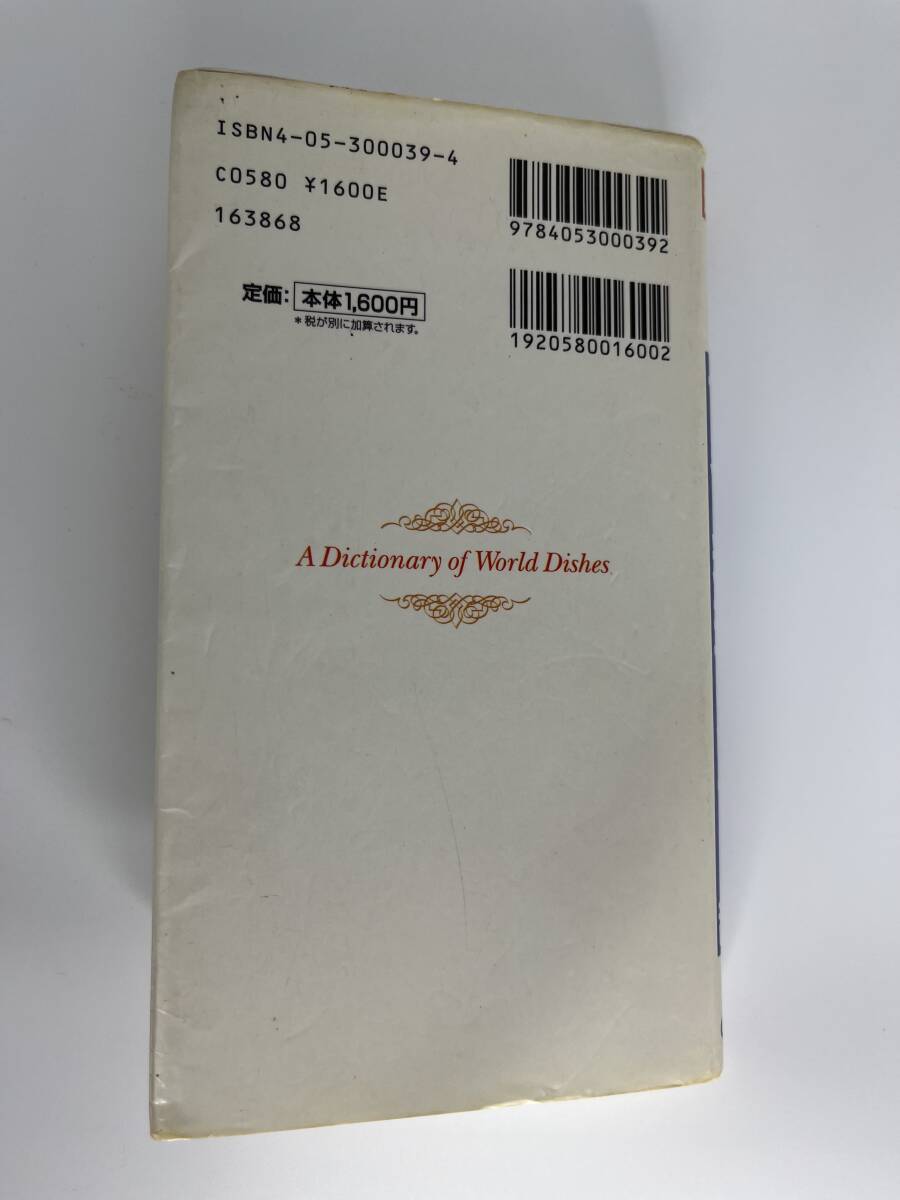 ISBN4-05-300039-4
C0580 ¥1600E
163868
9784053000392
定価: 本体1,600円
*税が別に加算されます。
1920580016002
A Dictionary of World Dishes